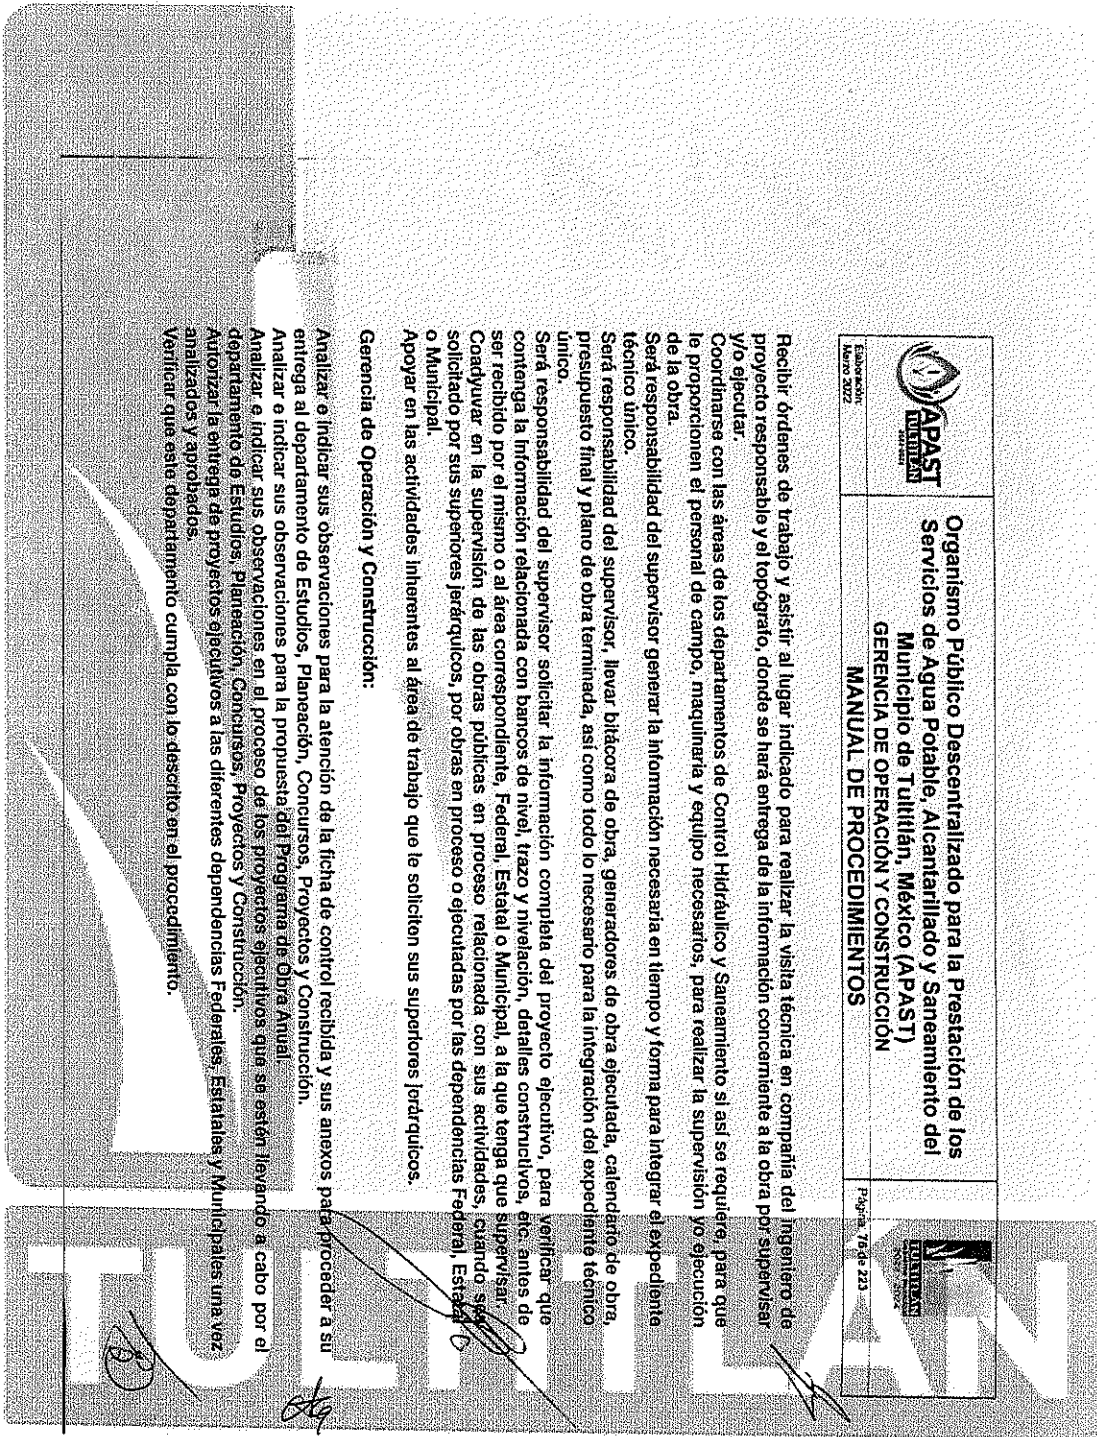 APAST
TULTITLÁN
Organismo Público Descentralizado para la Prestación de los
Servicios de Agua Potable, Alcantarillado y Saneamiento del
Municipio de Tultitlán, México (APAST)
GERENCIA DE OPERACIÓN Y CONSTRUCCIÓN
MANUAL DE PROCEDIMIENTOS
TULTITLÁN
Elaboración:
Marzo 2022
Página 76 de 223
Recibir órdenes de trabajo y asistir al lugar indicado para realizar la visita técnica en compañía del ingeniero de
proyecto responsable y el topógrafo, donde se hará entrega de la información concerniente a la obra por supervisar
y/o ejecutar.
Coordinarse con las áreas de los departamentos de Control Hidráulico y Saneamiento si así se requiere, para que
le proporcionen el personal de campo, maquinaria y equipo necesarios, para realizar la supervisión yo ejecución
de la obra.
Será responsabilidad del supervisor generar la información necesaria en tiempo y forma para integrar el expediente
técnico único.
Será responsabilidad del supervisor, llevar bitácora de obra, generadores de obra ejecutada, calendario de obra,
presupuesto final y plano de obra terminada, así como todo lo necesario para la integración del expediente técnico
único.
Será responsabilidad del supervisor solicitar la información completa del proyecto ejecutivo, para verificar que
contenga la información relacionada con bancos de nivel, trazo y nivelación, detalles constructivos, etc. antes de
ser recibido por el mismo o al área correspondiente, Federal, Estatal o Municipal, a la que tenga que supervisar.
Coadyuvar en la supervisión de las obras públicas en proceso relacionada con sus actividades, cuando sea
solicitado por sus superiores jerárquicos, por obras en proceso o ejecutadas por las dependencias Federal, Estatal
o Municipal.
Apoyar en las actividades inherentes al área de trabajo que le soliciten sus superiores jerárquicos.
Gerencia de Operación y Construcción:
Analizar e indicar sus observaciones para la atención de la ficha de control recibida y sus anexos para proceder a su
entrega al departamento de Estudios, Planeación, Concursos, Proyectos y Construcción.
Analizar e indicar sus observaciones para la propuesta del Programa de Obra Anual.
Analizar e indicar sus observaciones en el proceso de los proyectos ejecutivos que se estén llevando a cabo por el
departamento de Estudios, Planeación, Concursos, Proyectos y Construcción.
Autorizar la entrega de proyectos ejecutivos a las diferentes dependencias Federales, Estatales y Municipales una vez
analizados y aprobados.
Verificar que este departamento cumpla con lo descrito en el procedimiento.
TULTITLÁN